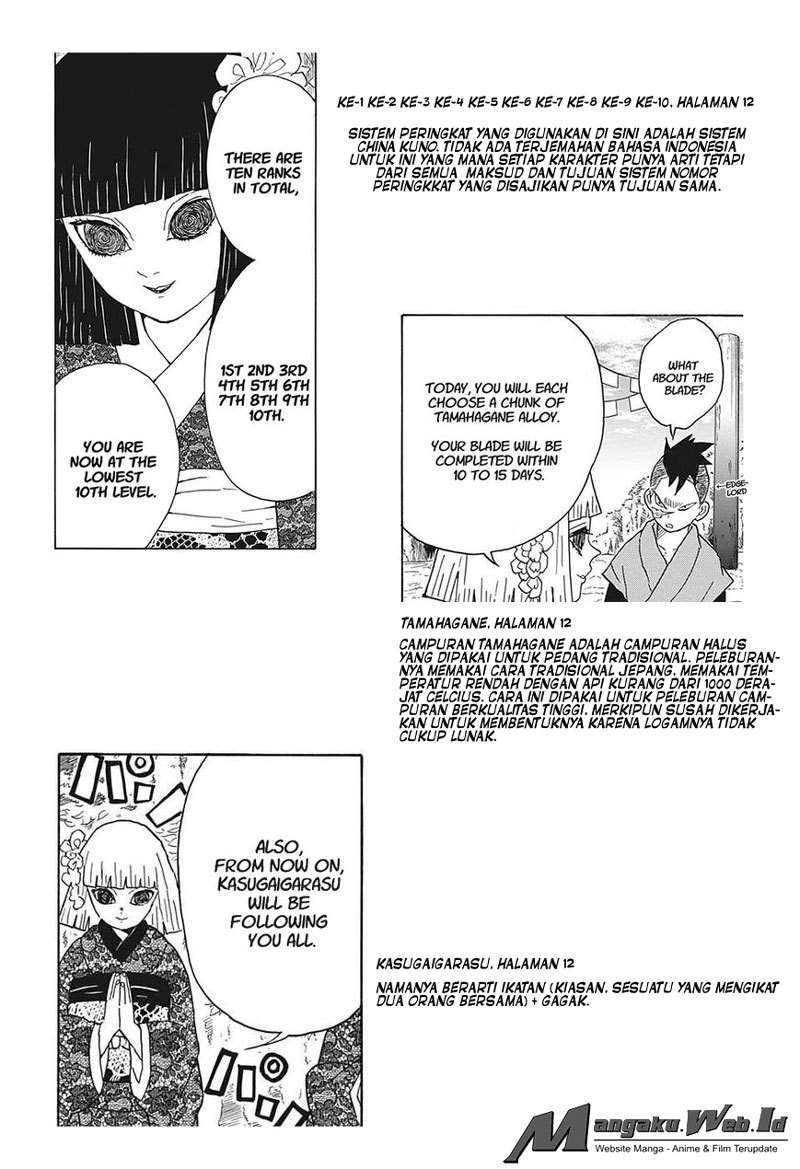 KE-1 KE-2 KE-3 KE-4 KE-5 KE-6 KE-7 KE-8 KE-9 KE-10, HALAMAN 12
SISTEM PERINGKAT YANG DIGUNAKAN DI SINI ADALAH SISTEM
CHINA KUNO. TIDAK ADA TERJEMAHAN BAHASA INDONESIA
UNTUK INI YANG MANA SETIAP KARAKTER PUNYA ARTI TETAPI
DARI SEMUA MAKSUD DAN TUJUAN SISTEM NOMOR
PERINGKKAT YANG DISAJIKAN PUNYA TUJUAN SAMA.
THERE ARE
TEN RANKS
IN TOTAL,
1ST 2ND 3RD
4TH 5TH 6TH
7TH 8TH 9TH
10TH.
YOU ARE
NOW AT THE
LOWEST
10TH LEVEL.
WHAT
ABOUT THE
BLADE?
←EDGE-
LORD
TODAY, YOU WILL EACH
CHOOSE A CHUNK OF
TAMAHAGANE ALLOY.
YOUR BLADE WILL BE
COMPLETED WITHIN
10 TO 15 DAYS.
TAMAHAGANE, HALAMAN 12
CAMPURAN TAMAHAGANE ADALAH CAMPURAN HALUS
YANG DIPAKAI UNTUK PEDANG TRADISIONAL. PELEBURAN-
NYA MEMAKAI CARA TRADISIONAL JEPANG. MEMAKAI TEM-
PERATUR RENDAH DENGAN API KURANG DARI 1000 DERA-
JAT CELCIUS. CARA INI DIPAKAI UNTUK PELEBURAN CAM-
PURAN BERKUALITAS TINGGI. MERKIPUN SUSAH DIKERJA-
KAN UNTUK MEMBENTUKNYA KARENA LOGAMNYA TIDAK
CUKUP LUNAK.
ALSO,
FROM NOW ON,
KASUGAIGARASU
WILL BE
FOLLOWING
YOU ALL.
KASUGAIGARASU, HALAMAN 12
NAMANYA BERARTI IKATAN (KIASAN, SESUATU YANG MENGIKAT
DUA ORANG BERSAMA) + GAGAK.
Mangaku.Web.Id
Website Manga - Anime & Film Terupdate